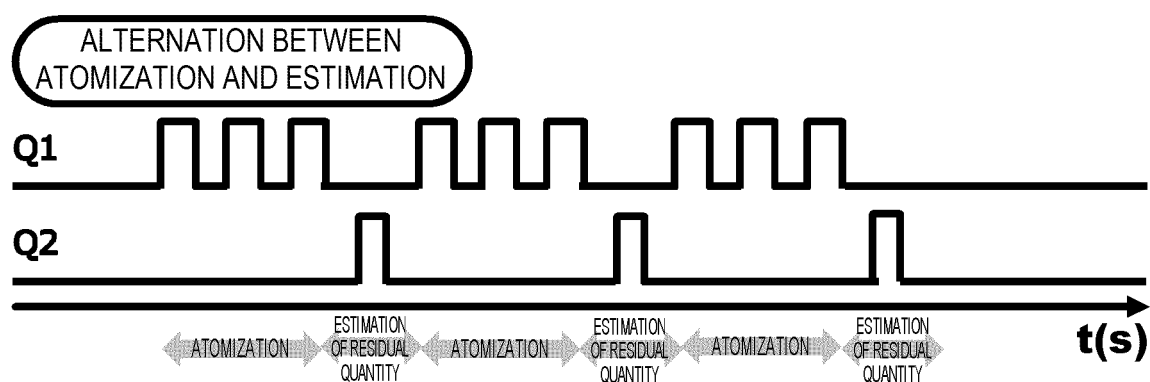 ALTERNATION BETWEEN
ATOMIZATION AND ESTIMATION
Q1
Q2
t(s)
ATOMIZATION
ESTIMATION
OF RESIDUAL
QUANTITY
ATOMIZATION
ESTIMATION
OF RESIDUAL
QUANTITY
ATOMIZATION
ESTIMATION
OF RESIDUAL
QUANTITY